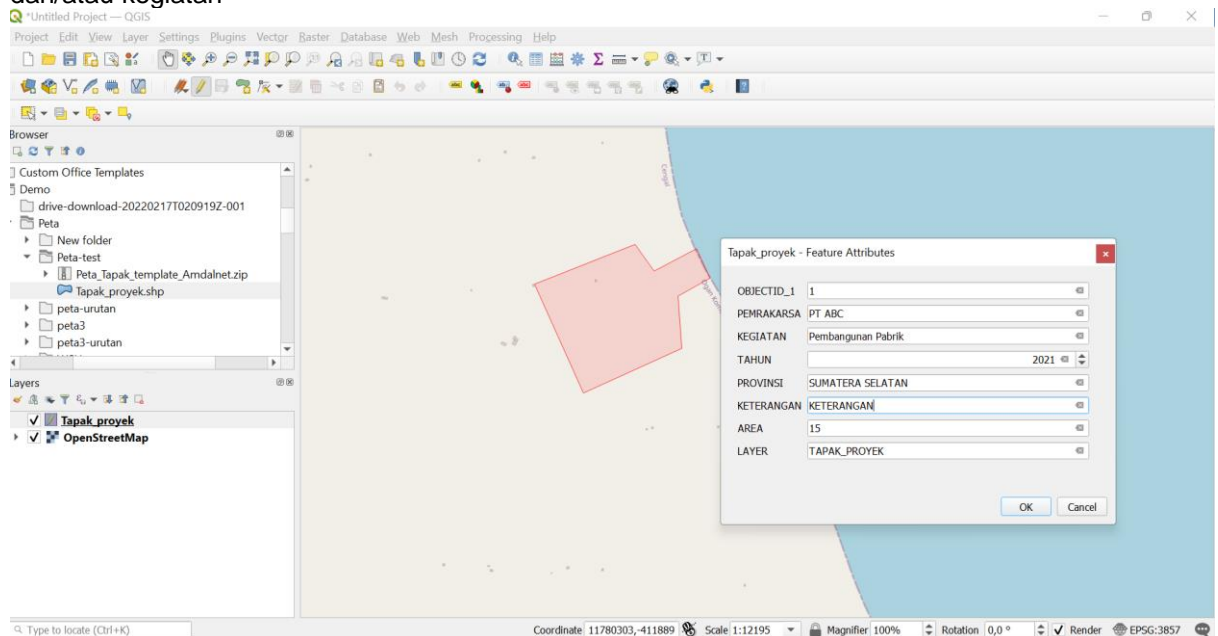 dan/atau kegiatan
*Untitled Project — QGIS
Project Edit View Layer Settings Plugins Vector Raster Database Web Mesh Processing Help
Browser
Custom Office Templates
Demo
drive-download-20220217T020919Z-001
Peta
New folder
Peta-test
Peta_Tapak_template_Amdalnet.zip
Tapak_proyek.shp
peta-urutan
peta3
peta3-urutan
Layers
Tapak_proyek
OpenStreetMap
Cengal
Tapak_proyek - Feature Attributes
OBJECTID_1 1
PEMRAKARSA PT ABC
KEGIATAN Pembangunan Pabrik
TAHUN 2021
PROVINSI SUMATERA SELATAN
KETERANGAN KETERANGAN
AREA 15
LAYER TAPAK_PROYEK
OK Cancel
Type to locate (Ctrl+K) Coordinate 11780303,-411889 Scale 1:12195 Magnifier 100% Rotation 0,0 ° Render EPSG:3857